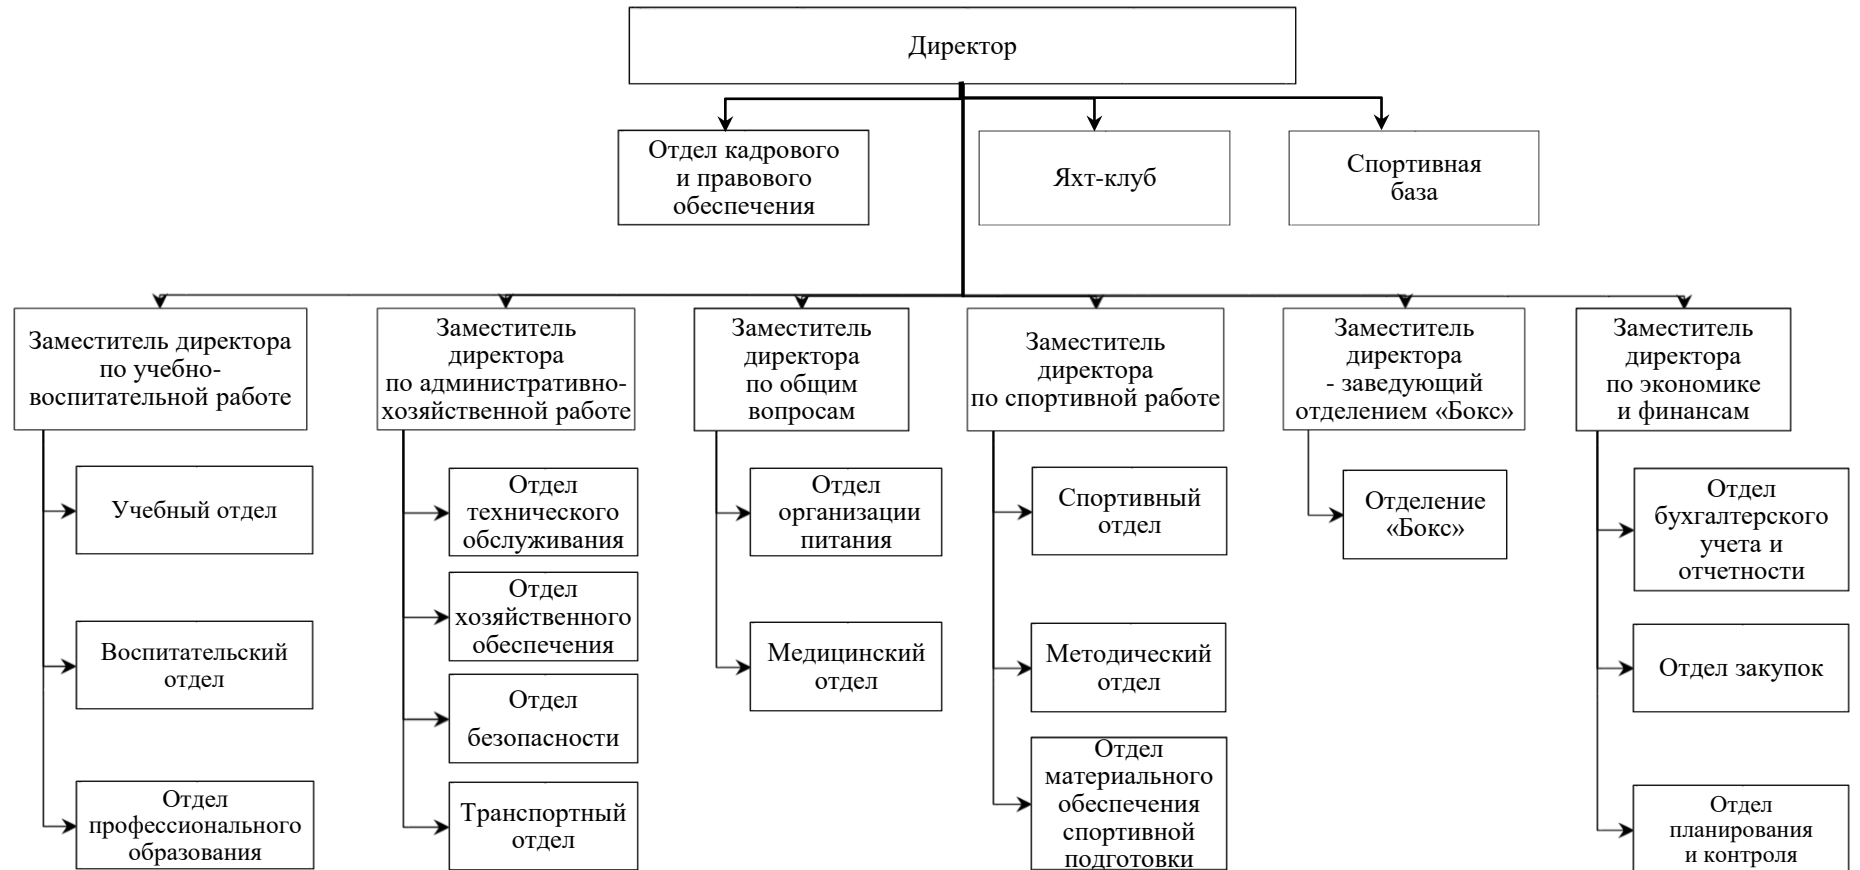 Директор
Отдел кадрового
и правового
обеспечения
Яхт-клуб
Спортивная
база
Заместитель директора
по учебно-
воспитательной работе
Заместитель
директора
по административно-
хозяйственной работе
Заместитель
директора
по общим
вопросам
Заместитель
директора
по спортивной работе
Заместитель
директора
- заведующий
отделением «Бокс»
Заместитель
директора
по экономике
и финансам
Учебный отдел
Воспитательский
отдел
Отдел
профессионального
образования
Отдел
технического
обслуживания
Отдел
хозяйственного
обеспечения
Отдел
безопасности
Транспортный
отдел
Отдел
организации
питания
Медицинский
отдел
Спортивный
отдел
Методический
отдел
Отдел
материального
обеспечения
спортивной
подготовки
Отделение
«Бокс»
Отдел
бухгалтерского
учета и
отчетности
Отдел закупок
Отдел
планирования
и контроля